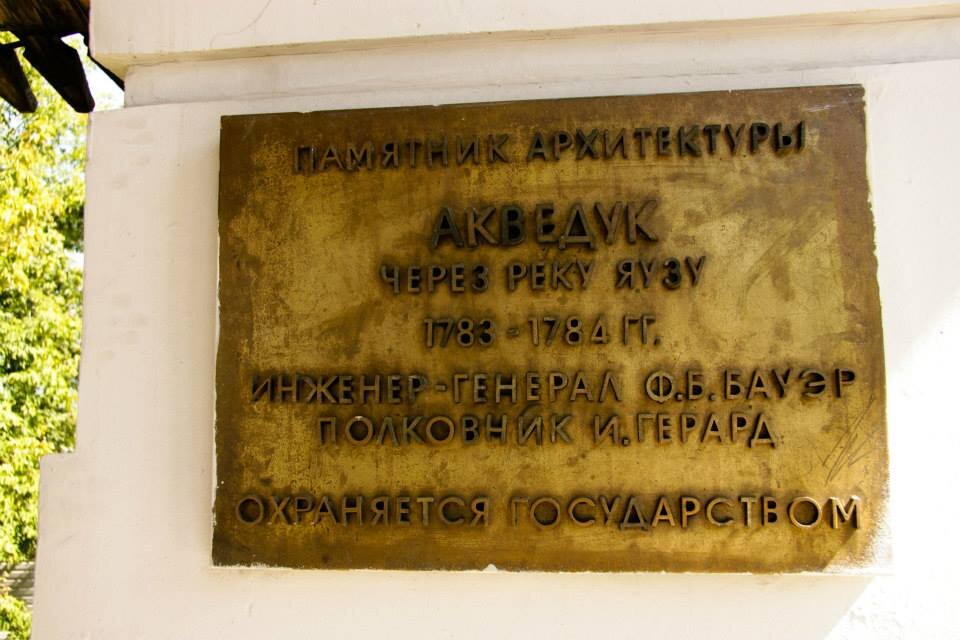 ПАМЯТНИК АРХИТЕКТУРЫ
АКВЕДУК
ЧЕРЕЗ РЕКУ ЯУЗУ
1783-1784 ГГ.
ИНЖЕНЕР-ГЕНЕРАЛ Ф.Б.БАУЭР
ПОЛКОВНИК И.ГЕРАРД
ОХРАНЯЕТСЯ ГОСУДАРСТВОМ